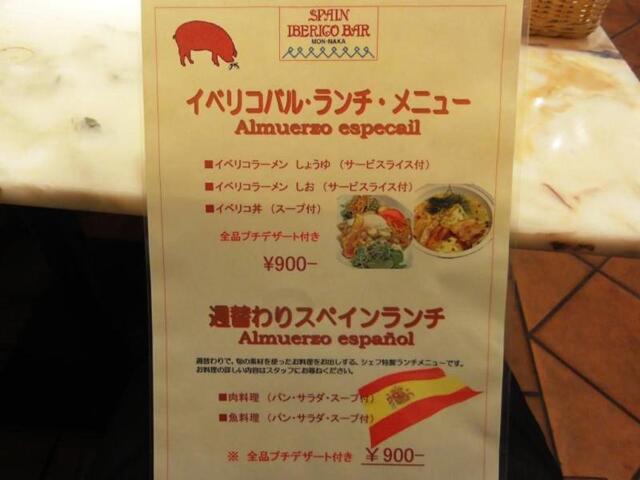 SPAIN
IBERICO BAR
MON-NAKA
イベリコバル・ランチ・メニュー
Almuerzo especail
■イベリコラーメン しょうゆ (サービスライス付)
■イベリコラーメン しお (サービスライス付)
■イベリコ丼 (スープ付)
全品プチデザート付き
¥900-
週替わりスペインランチ
Almuerzo español
週替わりで、旬の素材を使ったお料理をお出しする、シェフ特製ランチメニューです。
お料理の詳しい内容はスタッフにお尋ねください。
■肉料理 (パン・サラダ・スープ付)
■魚料理 (パン・サラダ・スープ付)
※ 全品プチデザート付き ¥900-